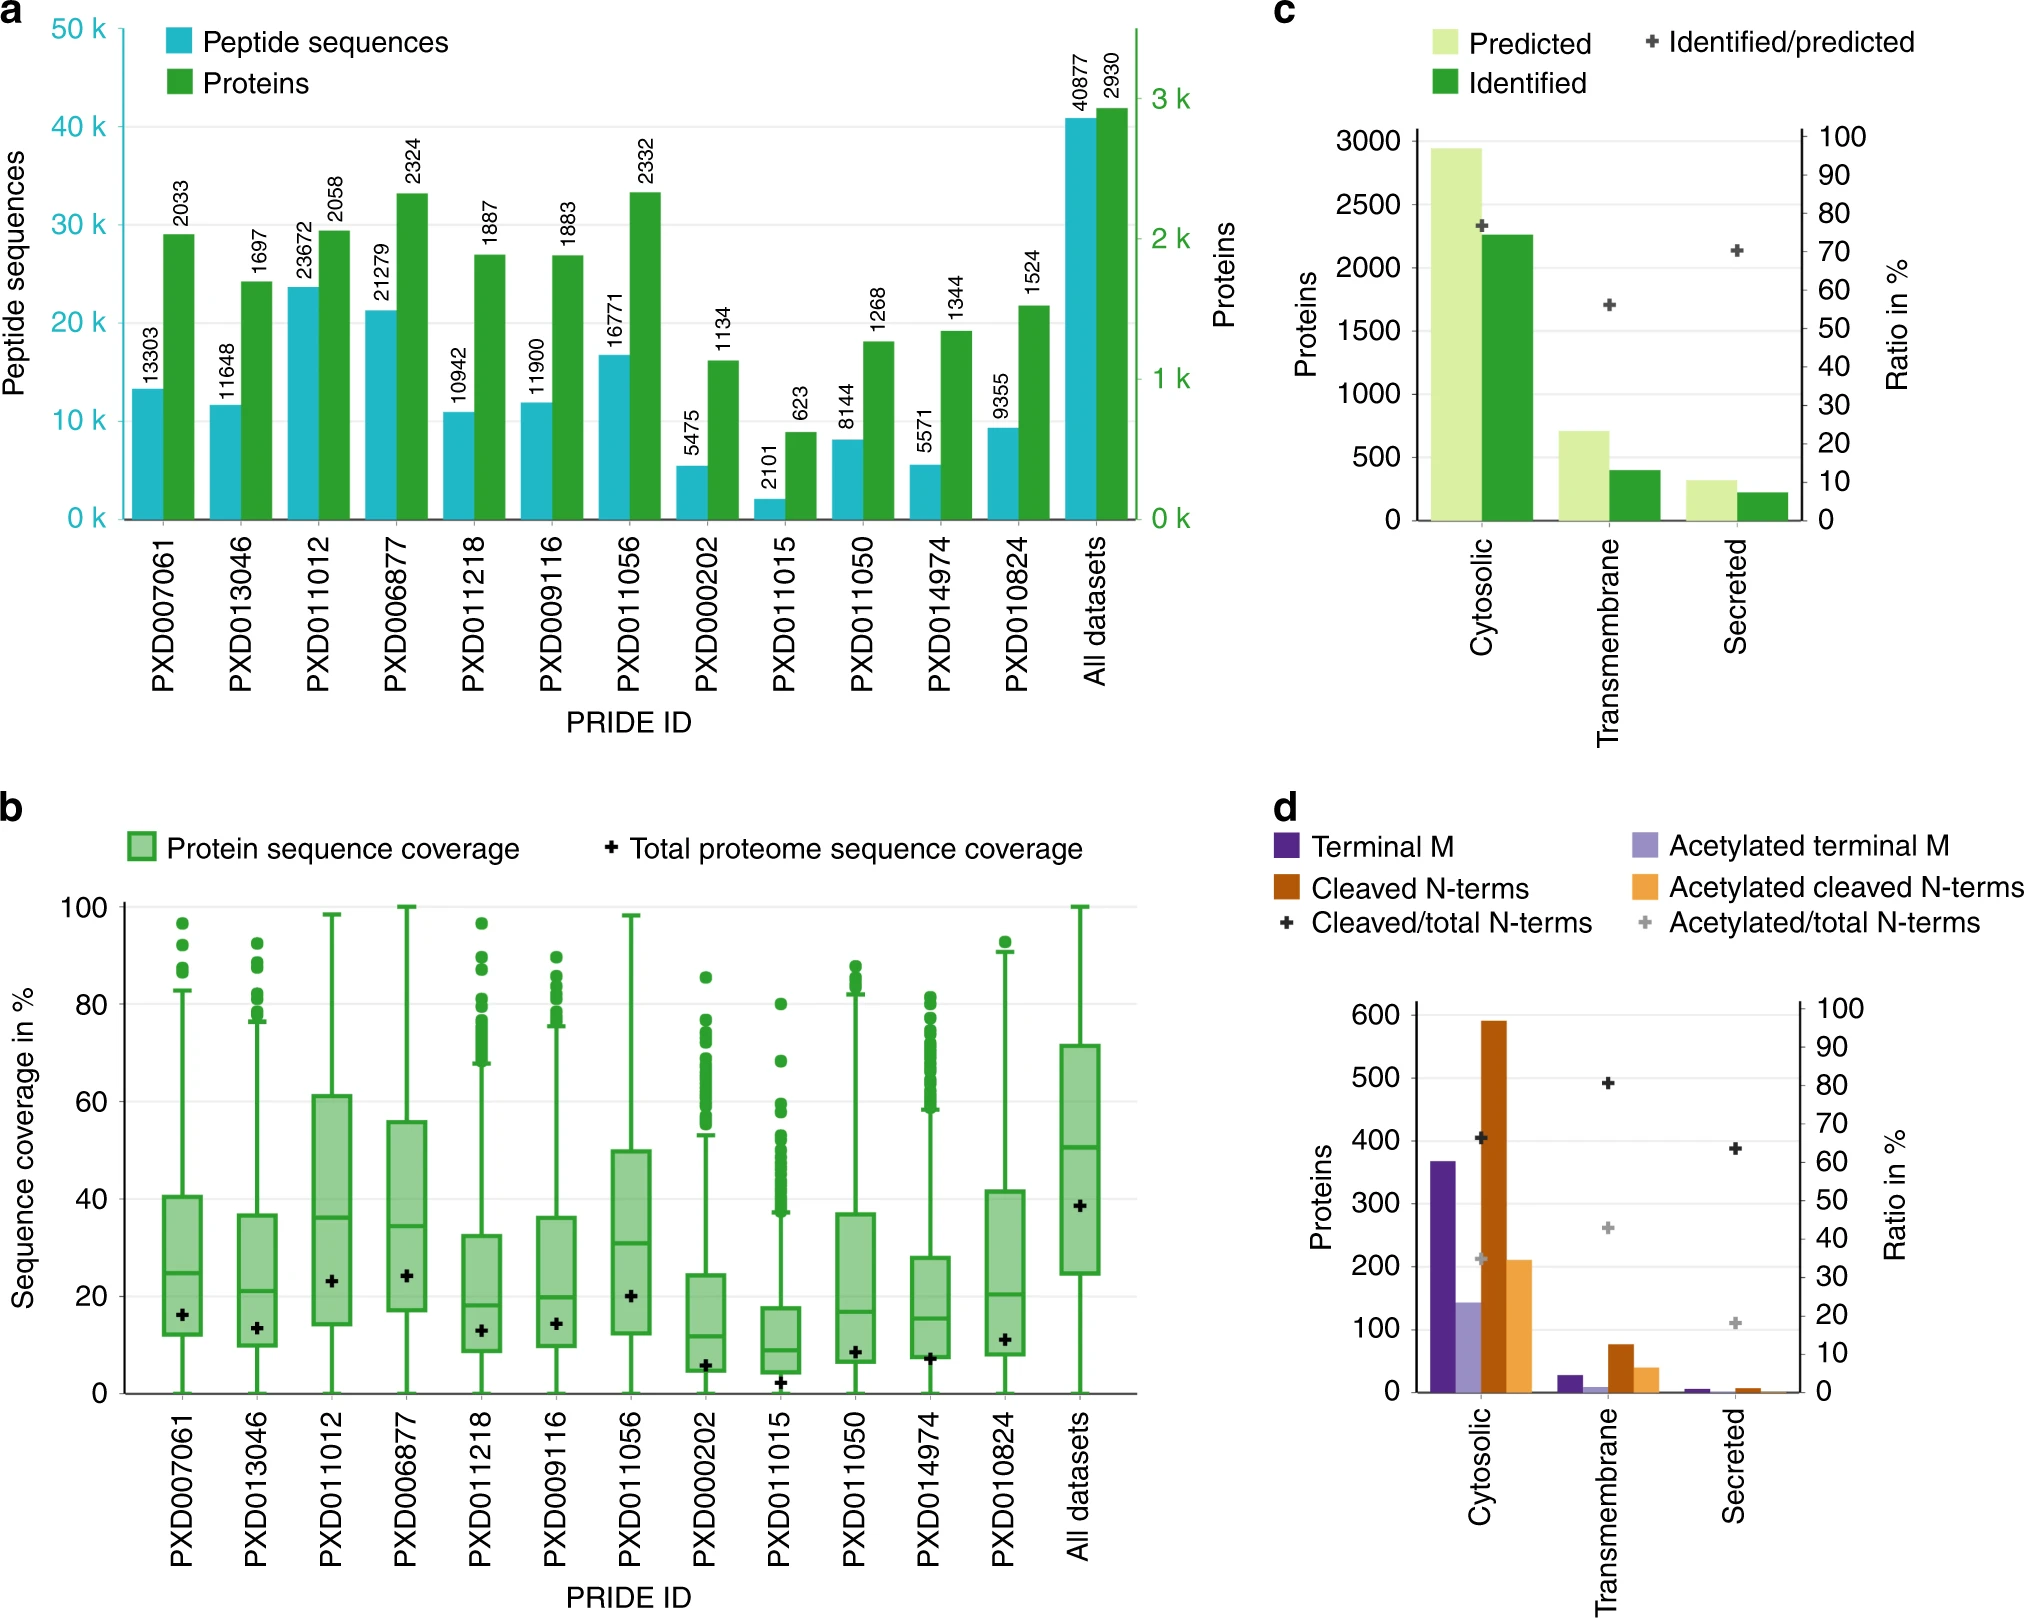 a
50 k
40 k
30 k
20 k
10 k
0 k
Peptide sequences
Peptide sequences
Proteins
13303
2033
11648
1697
23672
2058
21279
2324
10942
1887
11900
1883
16771
2332
5475
1134
2101
623
8144
1268
5571
1344
9355
1524
40877
2930
3 k
2 k
1 k
0 k
Proteins
PXD007061
PXD013046
PXD011012
PXD006877
PXD011218
PXD009116
PXD011056
PXD000202
PXD011015
PXD011050
PXD014974
PXD010824
All datasets
PRIDE ID
c
Predicted
Identified/predicted
Identified
3000
2500
2000
1500
1000
500
0
Proteins
100
90
80
70
60
50
40
30
20
10
0
Ratio in %
Cytosolic
Transmembrane
Secreted
b
Protein sequence coverage
Total proteome sequence coverage
100
80
60
40
20
0
Sequence coverage in %
PXD007061
PXD013046
PXD011012
PXD006877
PXD011218
PXD009116
PXD011056
PXD000202
PXD011015
PXD011050
PXD014974
PXD010824
All datasets
PRIDE ID
d
Terminal M
Acetylated terminal M
Cleaved N-terms
Acetylated cleaved N-terms
Cleaved/total N-terms
Acetylated/total N-terms
600
500
400
300
200
100
0
Proteins
100
90
80
70
60
50
40
30
20
10
0
Ratio in %
Cytosolic
Transmembrane
Secreted